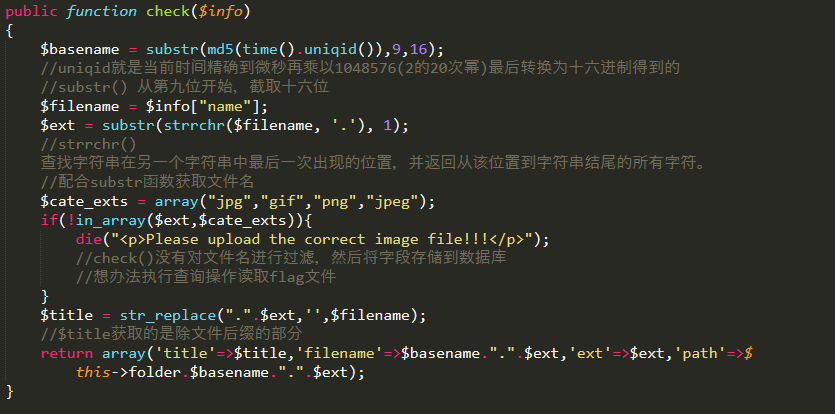 public function check($info)
{
$basename = substr(md5(time().uniqid()),9,16);
//uniqid就是当前时间精确到微秒再乘以1048576(2的20次幂)最后转换为十六进制得到的
//substr() 从第九位开始，截取十六位
$filename = $info["name"];
$ext = substr(strrchr($filename, '.'), 1);
//strrchr()
查找字符串在另一个字符串中最后一次出现的位置，并返回从该位置到字符串结尾的所有字符。
//配合substr函数获取文件名
$cate_exts = array("jpg","gif","png","jpeg");
if(!in_array($ext,$cate_exts)){
die("<p>Please upload the correct image file!!!</p>");
//check()没有对文件名进行过滤，然后将字段存储到数据库
//想办法执行查询操作读取flag文件
}
$title = str_replace(".".$ext,'',$filename);
//$title获取的是除文件后缀的部分
return array('title'=>$title,'filename'=>$basename.".".$ext,'ext'=>$ext,'path'=>$
this->folder.$basename.".".$ext);
}